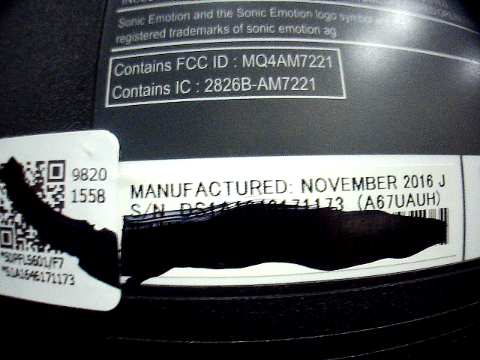 Sonic Emotion and the Sonic Emotion logo symbol
registered trademarks of sonic emotion ag
Contains FCC ID : MQ4AM7221
Contains IC : 2826B-AM7221
9820
1558
MANUFACTURED: NOVEMBER 2016 J
S/N (A67UAUH)